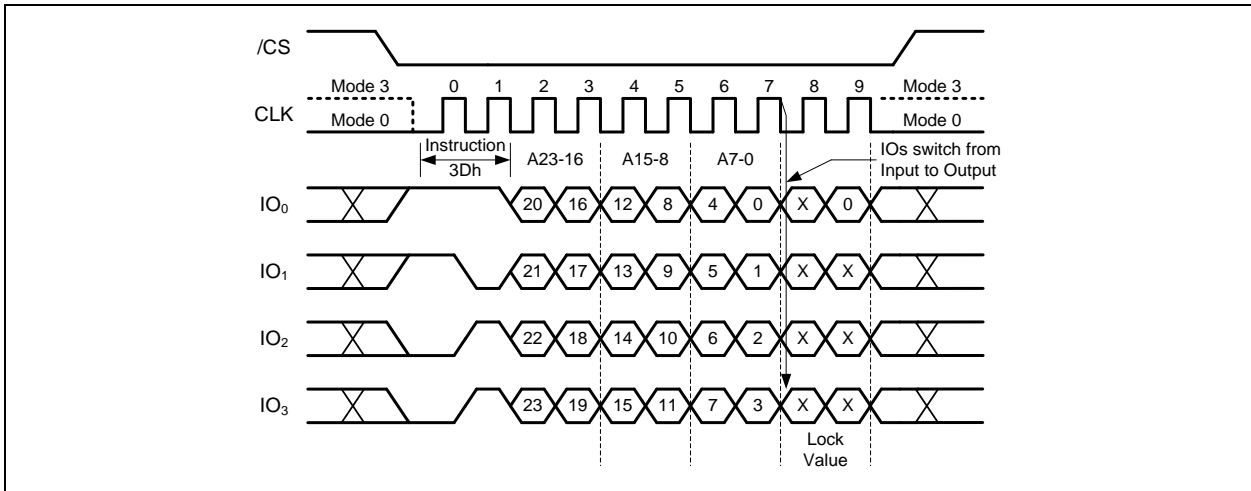 /CS
Mode 3 0 1 2 3 4 5 6 7 8 9 Mode 3
CLK
Mode 0 Mode 0
Instruction
3Dh
A23-16 A15-8 A7-0
IOs switch from
Input to Output
IO₀ 20 16 12 8 4 0 X 0
IO₁ 21 17 13 9 5 1 X X
IO₂ 22 18 14 10 6 2 X X
IO₃ 23 19 15 11 7 3 X X
Lock
Value